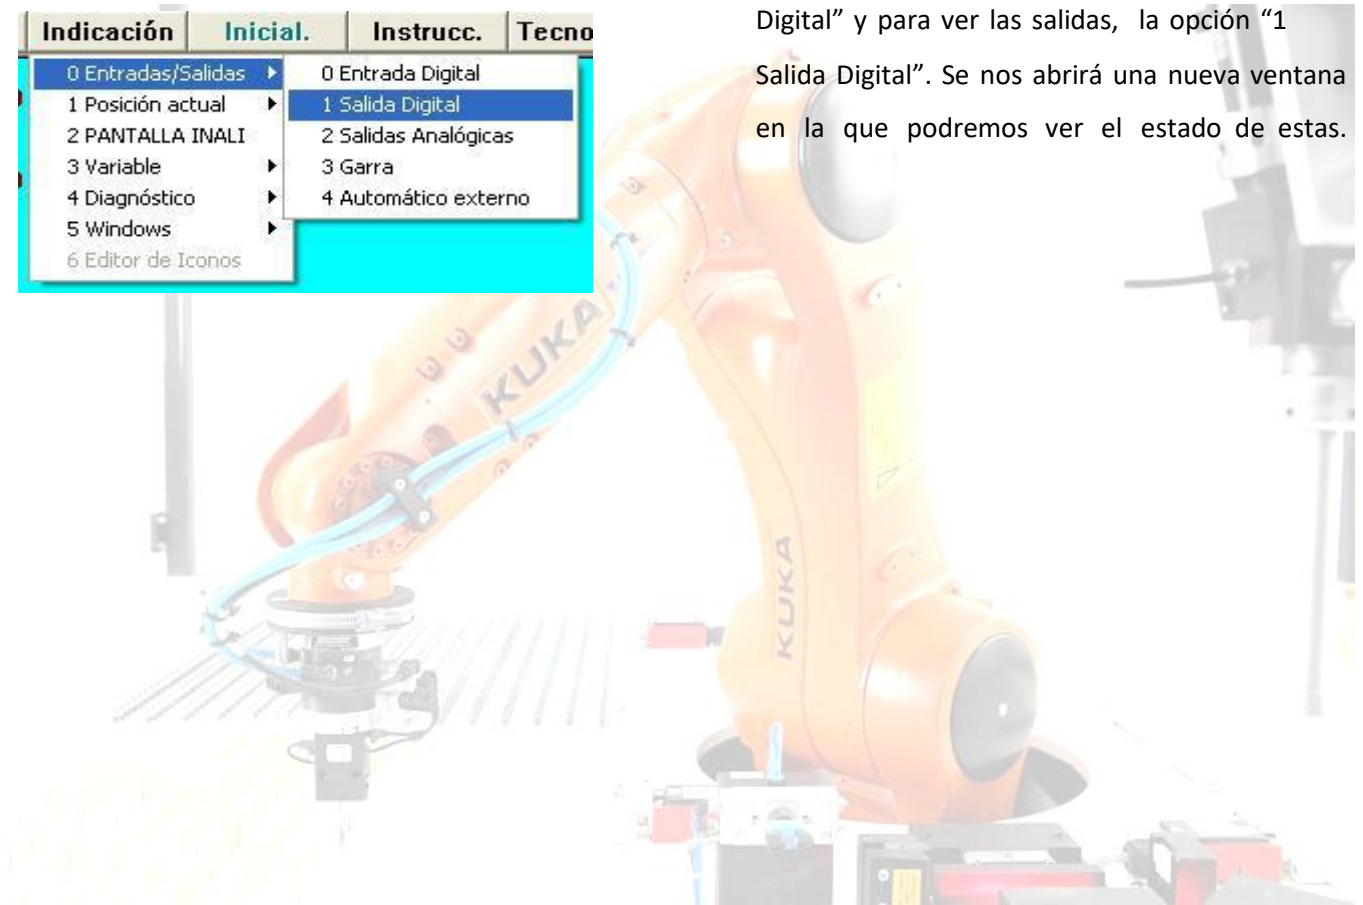 Indicación Inicial. Instrucc. Tecno
0 Entradas/Salidas
1 Posición actual
2 PANTALLA INALI
3 Variable
4 Diagnóstico
5 Windows
6 Editor de Iconos
0 Entrada Digital
1 Salida Digital
2 Salidas Analógicas
3 Garra
4 Automático externo
Digital” y para ver las salidas, la opción “1
Salida Digital”. Se nos abrirá una nueva ventana
en la que podremos ver el estado de estas.
KUKA
KUKA